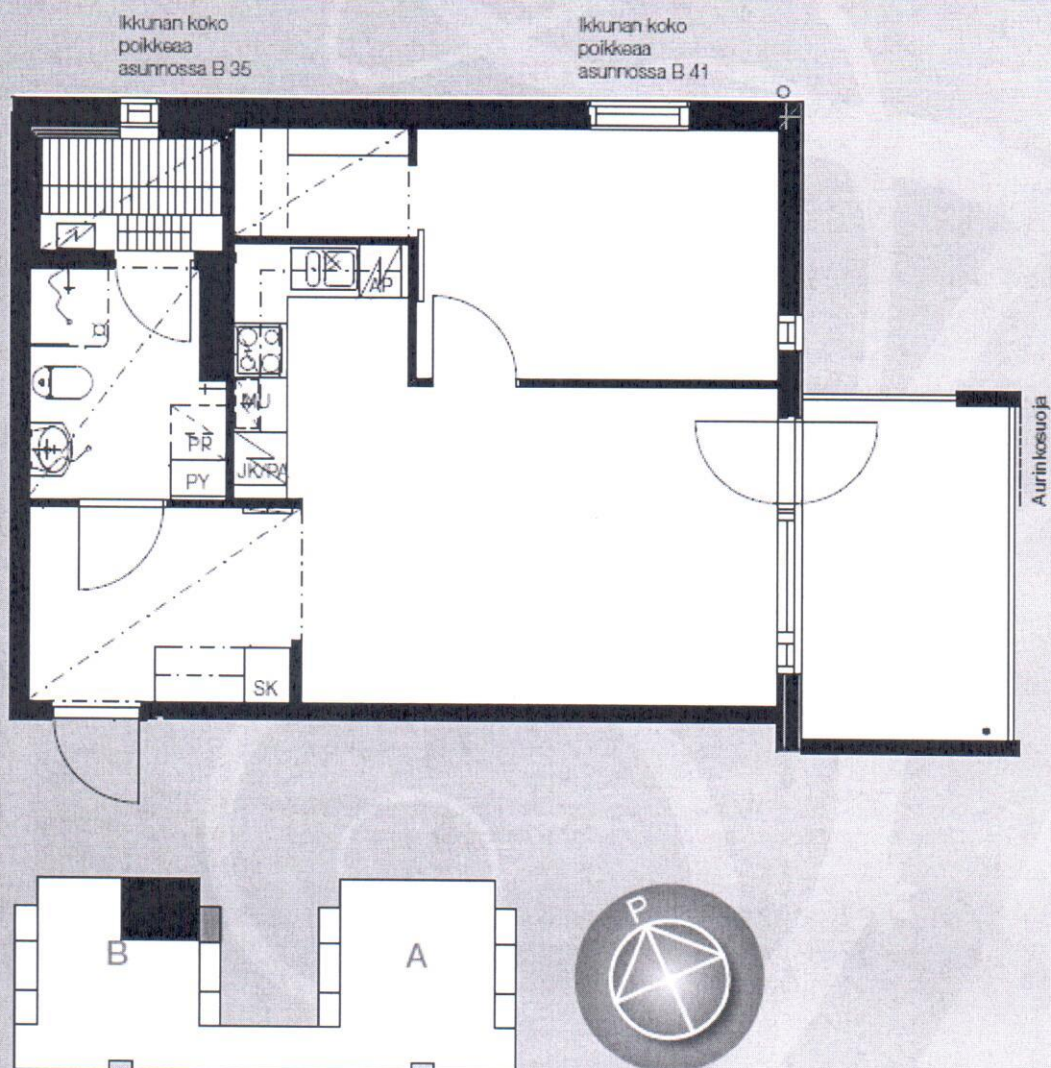 Ikkunan koko
poikkeaa
asunnossa B 35
Ikkunan koko
poikkeaa
asunnossa B 41
AP
MU
PR
JK/PA
PY
SK
Aurinkosuoja
B
A
P